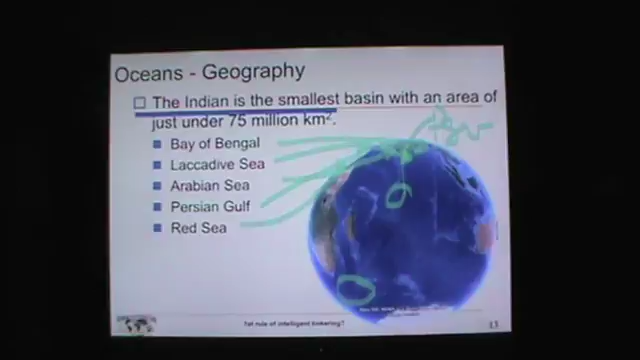 Oceans - Geography
The Indian is the smallest basin with an area of
just under 75 million km².
Bay of Bengal
Laccadive Sea
Arabian Sea
Persian Gulf
Red Sea
1st rule of intelligent tinkering?
13